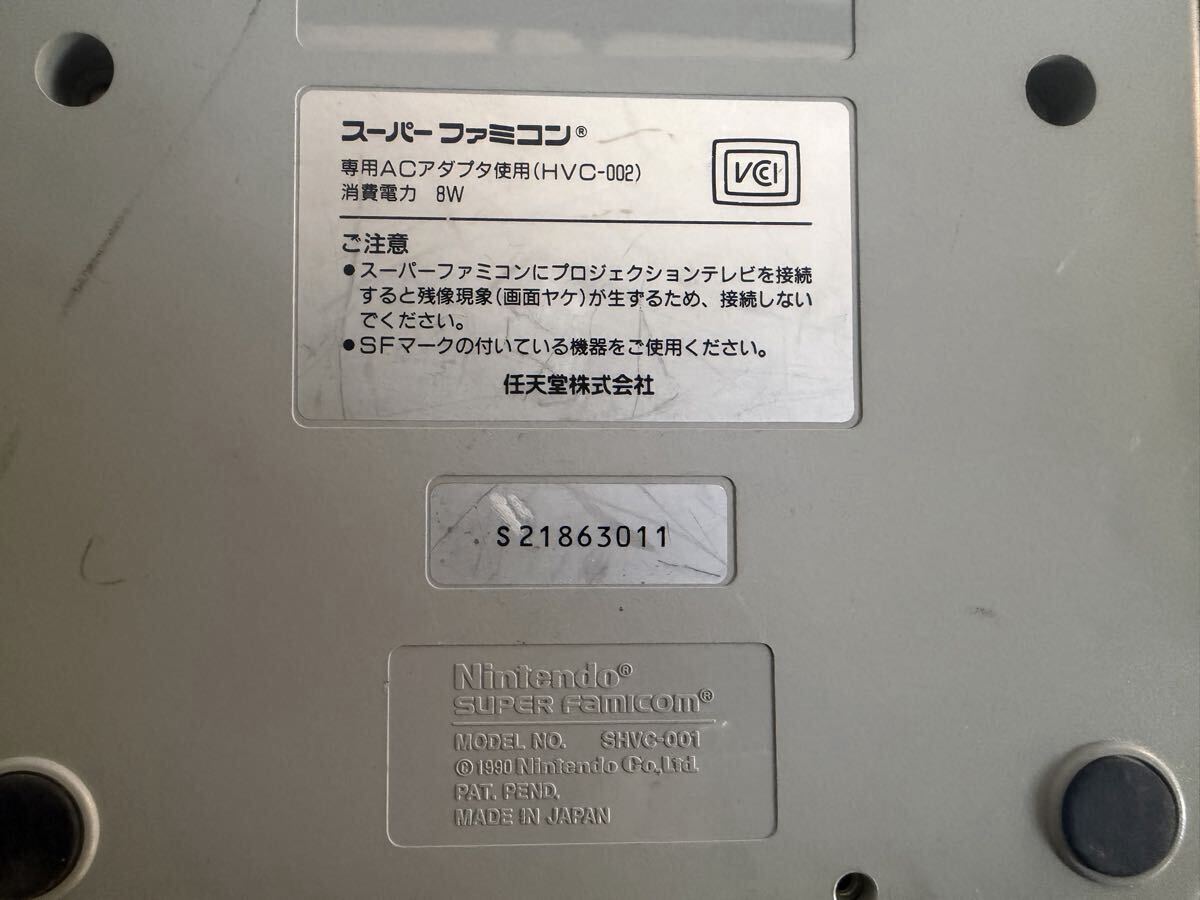 スーパーファミコン®
専用ACアダプタ使用(HVC-002)
消費電力 8W
VCCI
ご注意
●スーパーファミコンにプロジェクションテレビを接続
すると残像現象(画面ヤケ)が生ずるため、接続しない
でください。
●SFマークの付いている機器をご使用ください。
任天堂株式会社
S21863011
Nintendo®
SUPER Famicom®
MODEL NO. SHVC-001
©1990 Nintendo Co,Ltd.
PAT. PEND.
MADE IN JAPAN